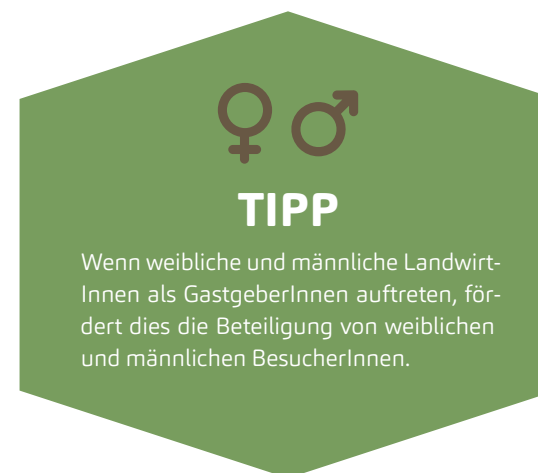 TIPP
Wenn weibliche und männliche Landwirt-
Innen als GastgeberInnen auftreten, för-
dert dies die Beteiligung von weiblichen
und männlichen BesucherInnen.